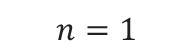 n = 1